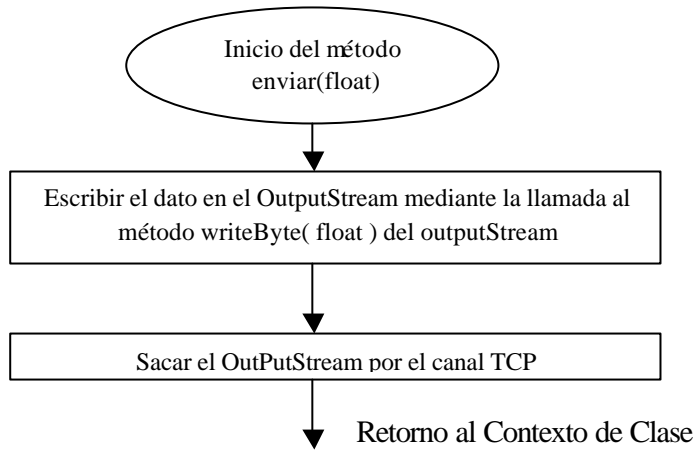 Inicio del método
enviar(float)
Escribir el dato en el OutputStream mediante la llamada al
método writeByte( float ) del outputStream
Sacar el OutPutStream por el canal TCP
Retorno al Contexto de Clase